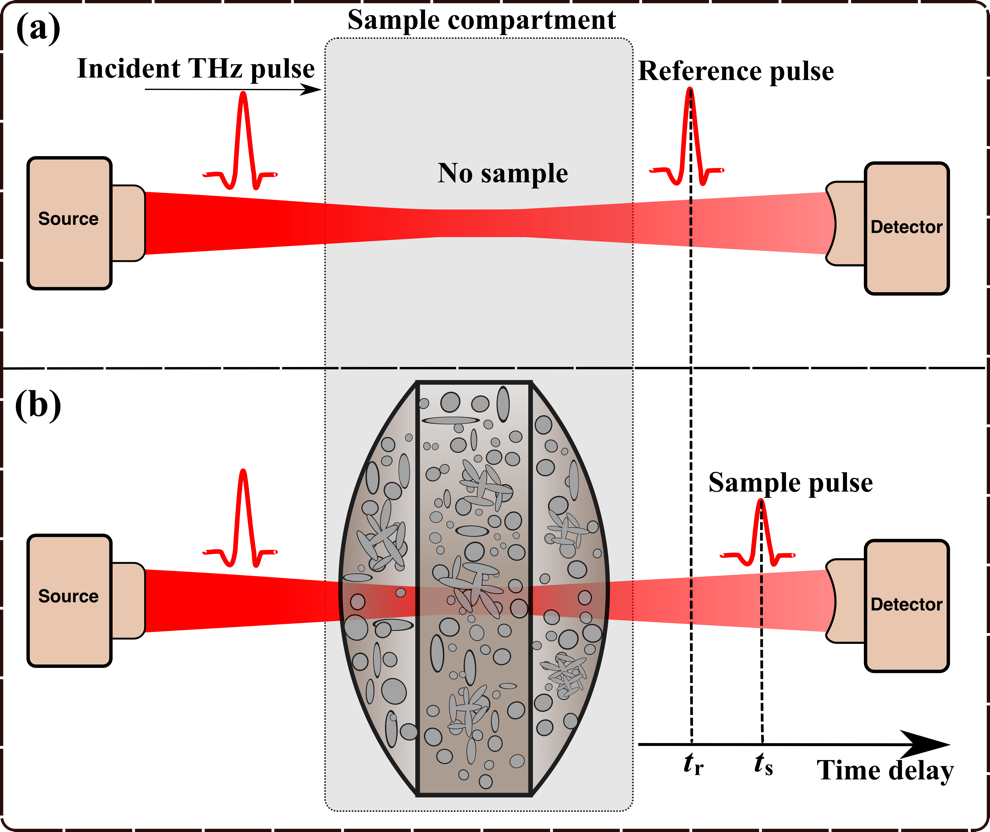 (a)
Sample compartment
Incident THz pulse
Reference pulse
No sample
Source
Detector
(b)
Sample pulse
Source
Detector
tr
ts
Time delay